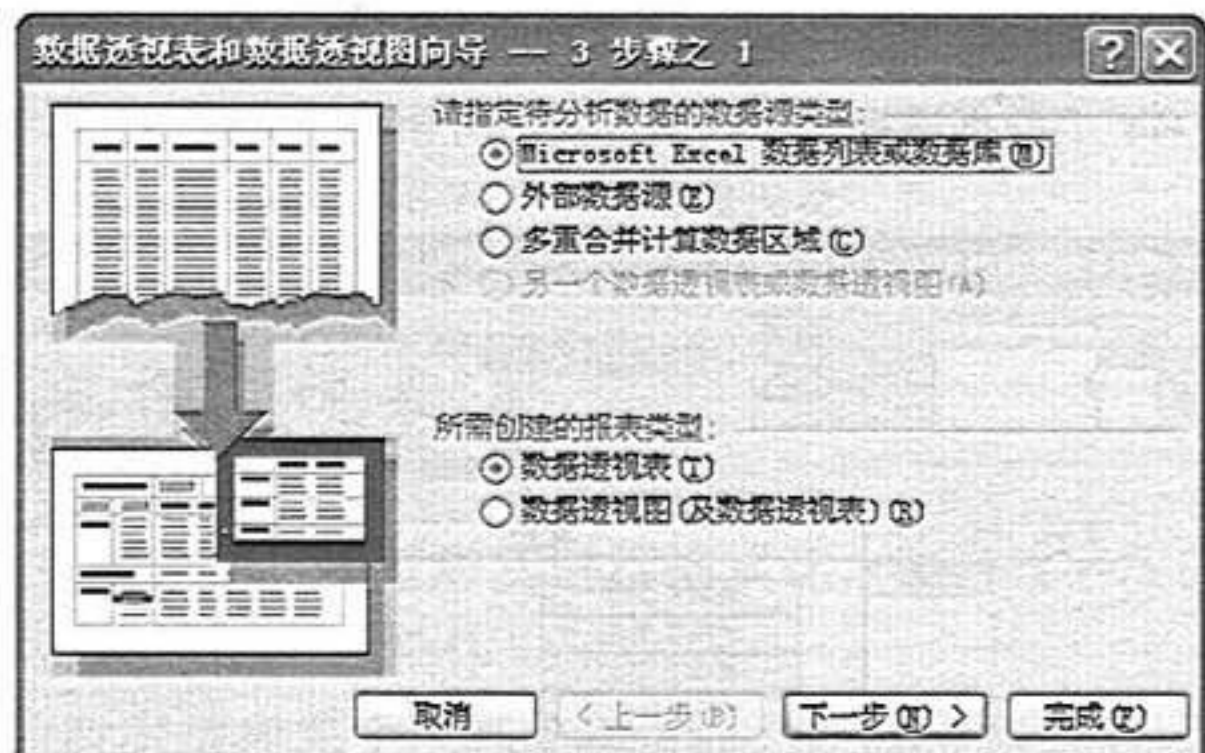 数据透视表和数据透视图向导 -- 3 步骤之 1
请指定待分析数据的数据源类型:
Microsoft Excel 数据列表或数据库(M)
外部数据源(E)
多重合并计算数据区域(C)
另一个数据透视表或数据透视图(A)
所需创建的报表类型:
数据透视表(T)
数据透视图(及数据透视表)(R)
取消 <上一步(B) 下一步(N) > 完成(F)